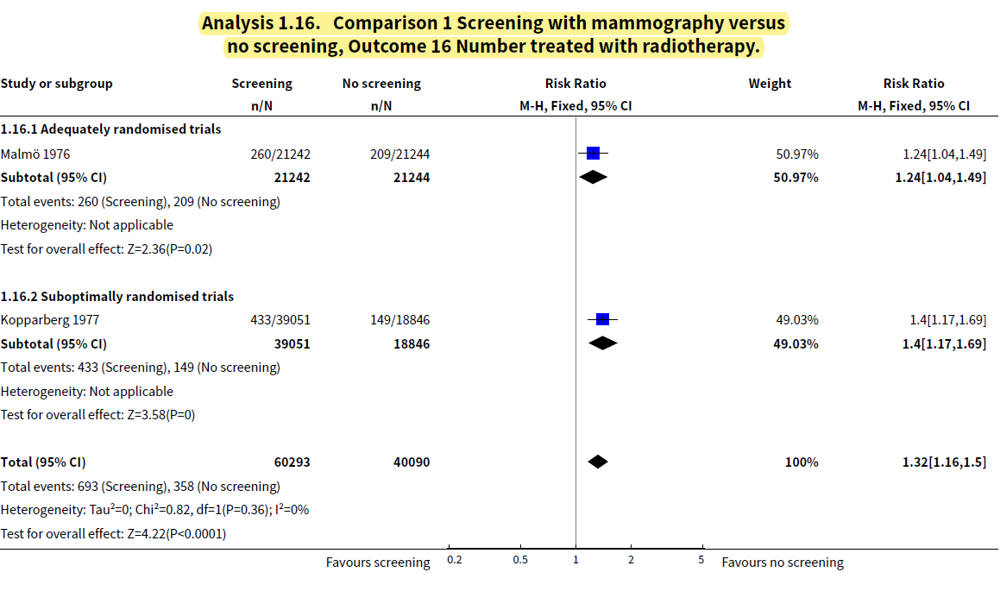 Analysis 1.16. Comparison 1 Screening with mammography versus
no screening, Outcome 16 Number treated with radiotherapy.
Study or subgroup Screening No screening Risk Ratio Weight Risk Ratio
n/N n/N M-H, Fixed, 95% CI M-H, Fixed, 95% CI
1.16.1 Adequately randomised trials
Malmö 1976 260/21242 209/21244 50.97% 1.24[1.04,1.49]
Subtotal (95% CI) 21242 21244 50.97% 1.24[1.04,1.49]
Total events: 260 (Screening), 209 (No screening)
Heterogeneity: Not applicable
Test for overall effect: Z=2.36(P=0.02)
1.16.2 Suboptimally randomised trials
Kopparberg 1977 433/39051 149/18846 49.03% 1.4[1.17,1.69]
Subtotal (95% CI) 39051 18846 49.03% 1.4[1.17,1.69]
Total events: 433 (Screening), 149 (No screening)
Heterogeneity: Not applicable
Test for overall effect: Z=3.58(P=0)
Total (95% CI) 60293 40090 100% 1.32[1.16,1.5]
Total events: 693 (Screening), 358 (No screening)
Heterogeneity: Tau²=0; Chi²=0.82, df=1(P=0.36); I²=0%
Test for overall effect: Z=4.22(P<0.0001)
Favours screening 0.2 0.5 1 2 5 Favours no screening